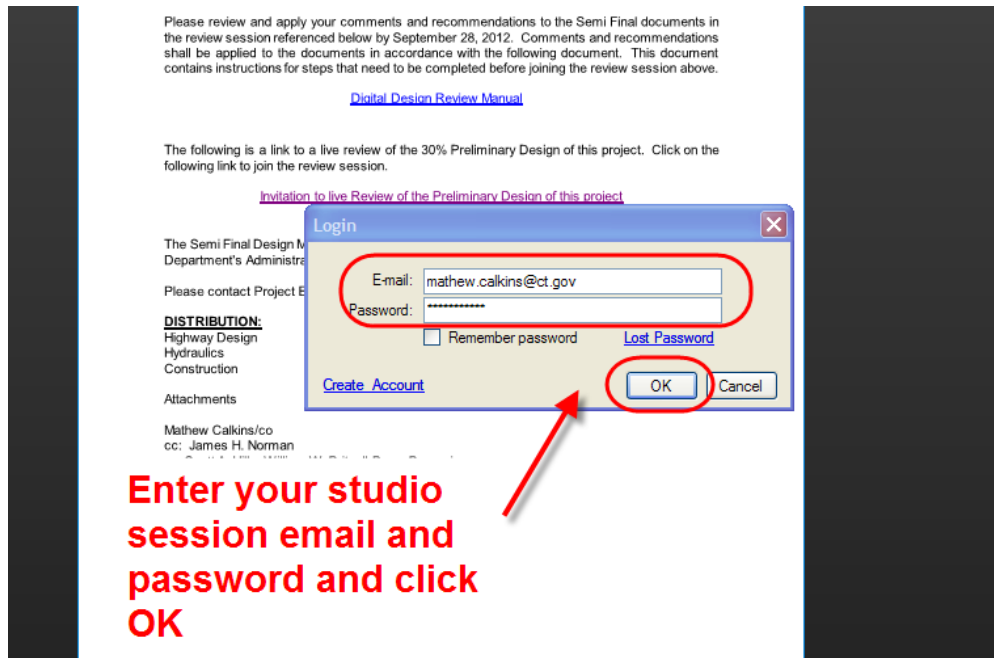 Please review and apply your comments and recommendations to the Semi Final documents in
the review session referenced below by September 28, 2012. Comments and recommendations
shall be applied to the documents in accordance with the following document. This document
contains instructions for steps that need to be completed before joining the review session above.
Digital Design Review Manual
The following is a link to a live review of the 30% Preliminary Design of this project. Click on the
following link to join the review session.
Invitation to live Review of the Preliminary Design of this project
Login
The Semi Final Design M
Department's Administra
E-mail: mathew.calkins@ct.gov
Please contact Project E
Password: ***********
DISTRIBUTION:
Highway Design
Remember password Lost Password
Hydraulics
Construction
Create Account OK Cancel
Attachments
Mathew Calkins/co
cc: James H. Norman
Enter your studio
session email and
password and click
OK